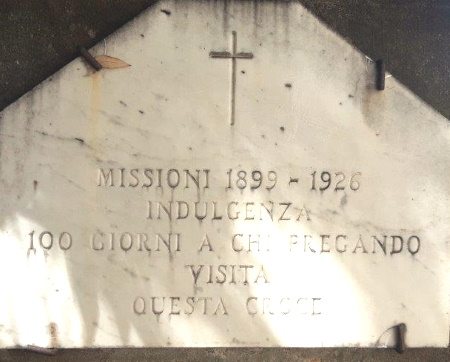 MISSIONI 1899 - 1926
INDULGENZA
100 GIORNI A CHI PREGANDO
VISITA
QUESTA CROCE